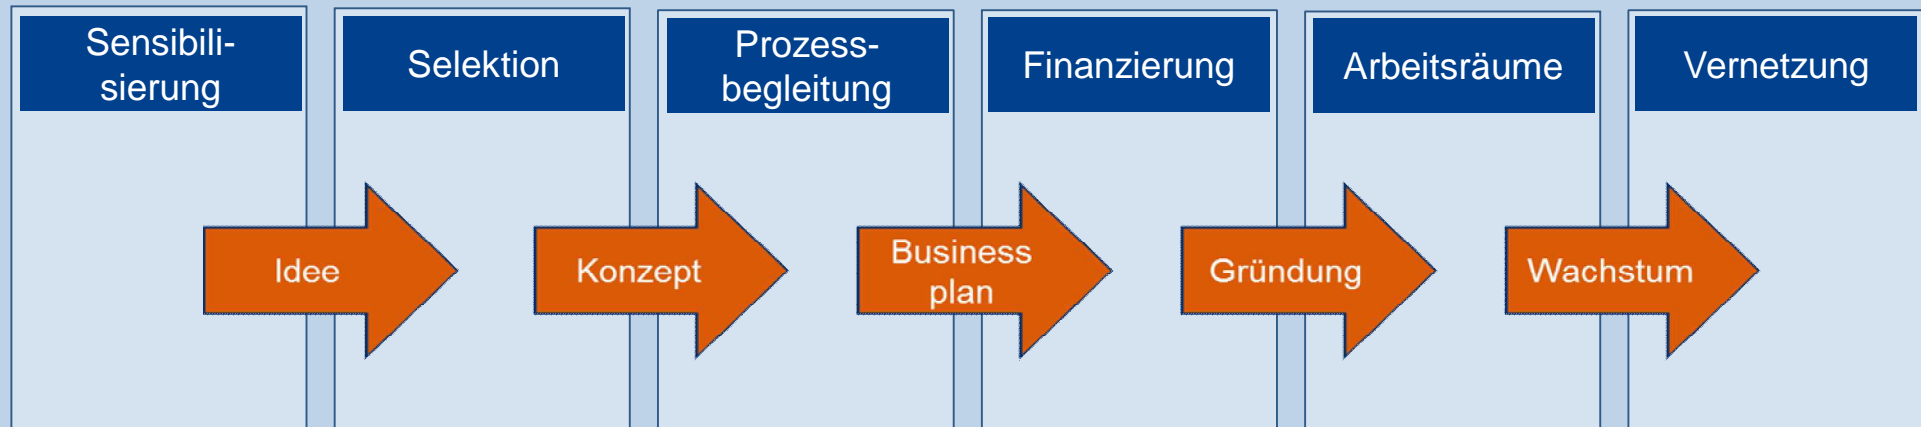 Sensibili-
sierung
Selektion
Prozess-
begleitung
Finanzierung
Arbeitsräume
Vernetzung
Idee
Konzept
Business
plan
Gründung
Wachstum